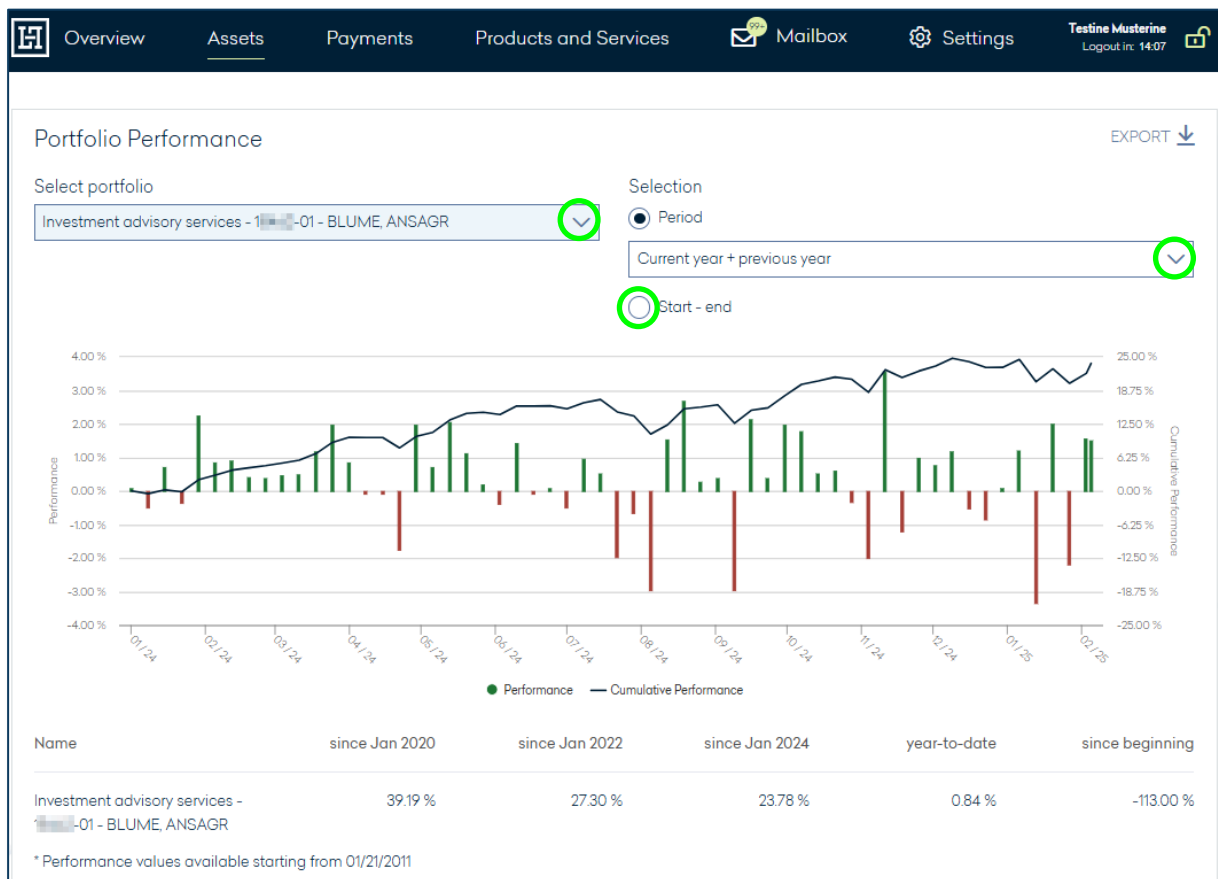 Overview Assets Payments Products and Services 99+ Mailbox Settings Testine Musterine
Logout in: 14:07
Portfolio Performance EXPORT
Select portfolio Selection
Investment advisory services - 1 -01 - BLUME, ANSAGR Period
Current year + previous year
Start - end
4.00 % 25.00 %
3.00 % 18.75 %
2.00 % 12.50 %
1.00 % 6.25 %
0.00 % 0.00 %
-1.00 % -6.25 %
-2.00 % -12.50 %
-3.00 % -18.75 %
-4.00 % -25.00 %
Performance
Cumulative Performance
01/24 02/24 03/24 04/24 05/24 06/24 07/24 08/24 09/24 10/24 11/24 12/24 01/25 02/25
Performance Cumulative Performance
Name since Jan 2020 since Jan 2022 since Jan 2024 year-to-date since beginning
Investment advisory services - 39.19 % 27.30 % 23.78 % 0.84 % -113.00 %
-01 - BLUME, ANSAGR
* Performance values available starting from 01/21/2011